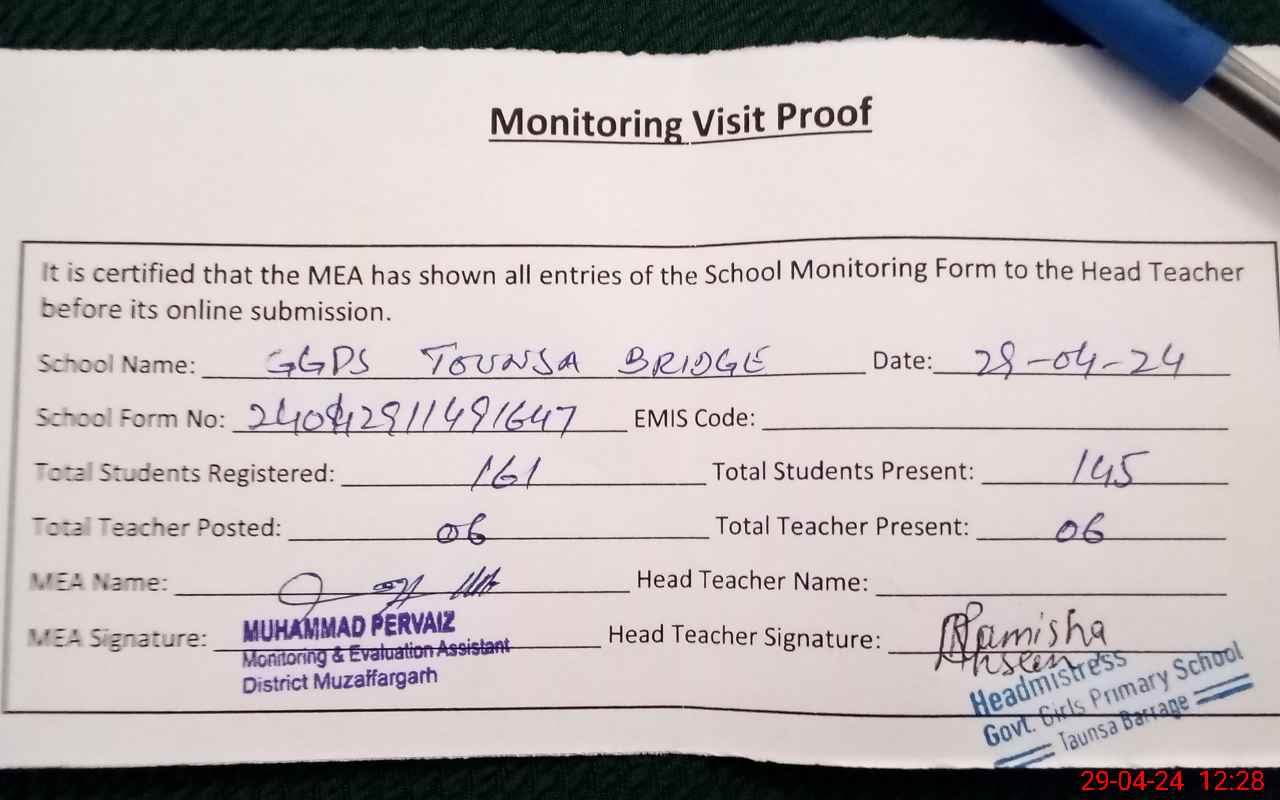 Monitoring Visit Proof
It is certified that the MEA has shown all entries of the School Monitoring Form to the Head Teacher
before its online submission.
School Name: GGPS TOUNSA BRIDGE Date: 29-04-24
School Form No: 24042911491647 EMIS Code:
Total Students Registered: 161 Total Students Present: 145
Total Teacher Posted: 06 Total Teacher Present: 06
MEA Name: Head Teacher Name:
MEA Signature: Head Teacher Signature: Ramisha
MUHAMMAD PERVAIZ
Monitoring & Evaluation Assistant
District Muzaffargarh
Headmistress
Govt. Girls Primary School
Taunsa Barrage
29-04-24 12:28